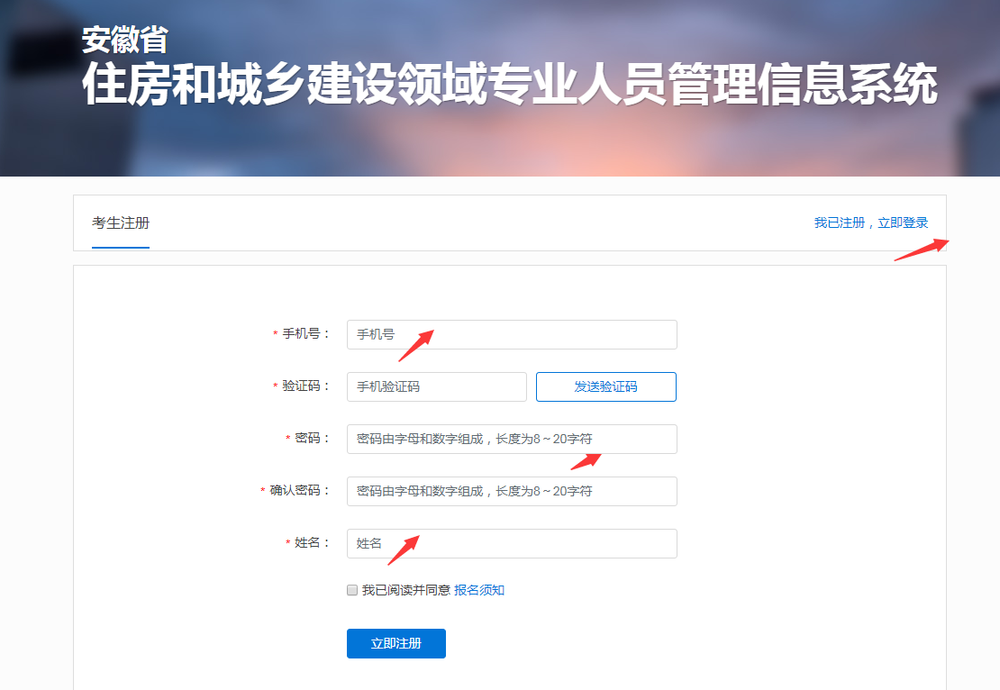 安徽省
住房和城乡建设领域专业人员管理信息系统
考生注册
我已注册，立即登录
* 手机号：
手机号
* 验证码：
手机验证码
发送验证码
* 密码：
密码由字母和数字组成，长度为8～20字符
* 确认密码：
密码由字母和数字组成，长度为8～20字符
* 姓名：
姓名
我已阅读并同意 报名须知
立即注册